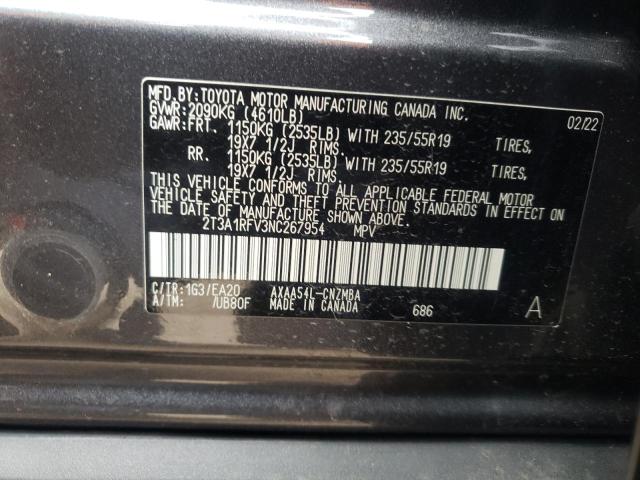 MFD.BY:TOYOTA MOTOR MANUFACTURING CANADA INC.
GVWR:2090KG (4610LB) 02/22
GAWR:FRT. 1150KG (2535LB) WITH 235/55R19 TIRES,
19X7 1/2J RIMS.
RR. 1150KG (2535LB) WITH 235/55R19 TIRES,
19X7 1/2J RIMS.
THIS VEHICLE CONFORMS TO ALL APPLICABLE FEDERAL MOTOR
VEHICLE SAFETY AND THEFT PREVENTION STANDARDS IN EFFECT ON
THE DATE OF MANUFACTURE SHOWN ABOVE.
2T3A1RFV3NC267954 MPV
C/TR:1G3/EA20 AXAA54L-CNZMBA
A/TM: /UB80F MADE IN CANADA 686 A